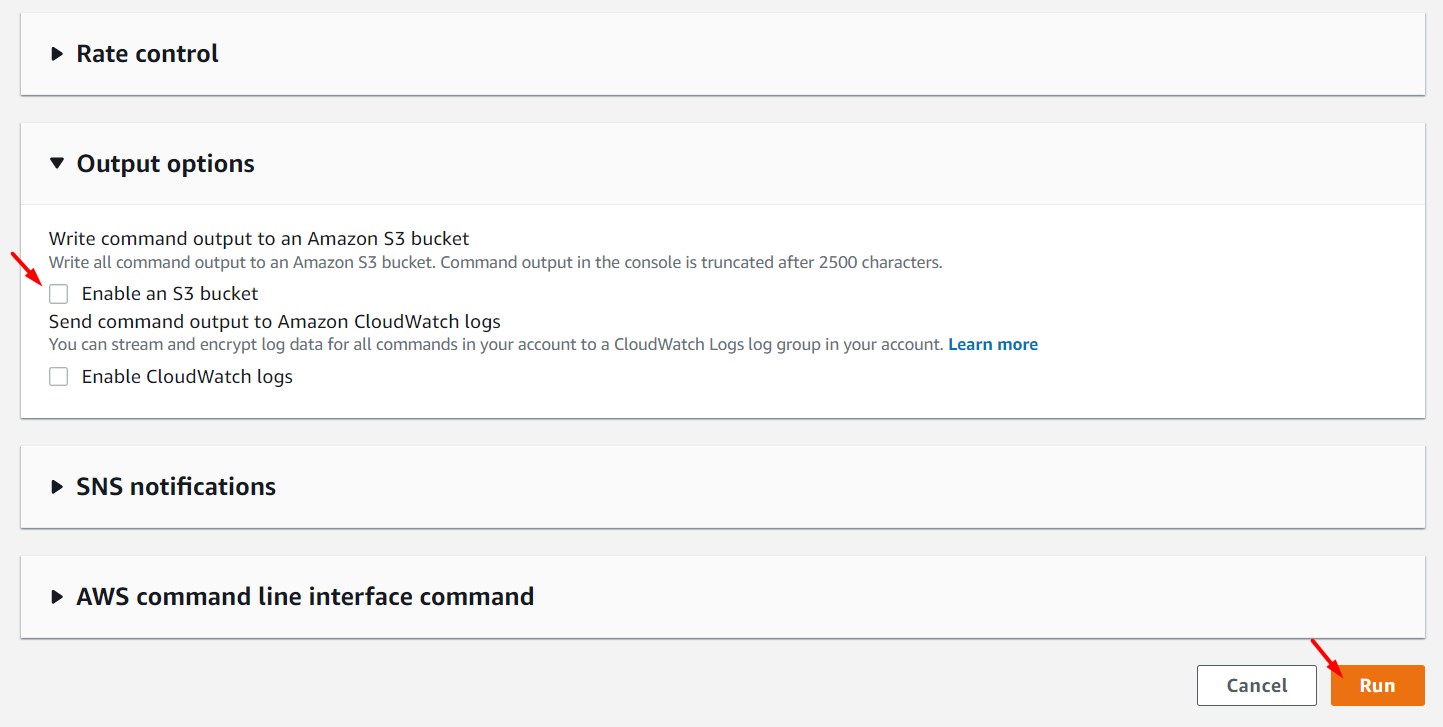 Rate control
Output options
Write command output to an Amazon S3 bucket
Write all command output to an Amazon S3 bucket. Command output in the console is truncated after 2500 characters.
Enable an S3 bucket
Send command output to Amazon CloudWatch logs
You can stream and encrypt log data for all commands in your account to a CloudWatch Logs log group in your account. Learn more
Enable CloudWatch logs
SNS notifications
AWS command line interface command
Cancel Run